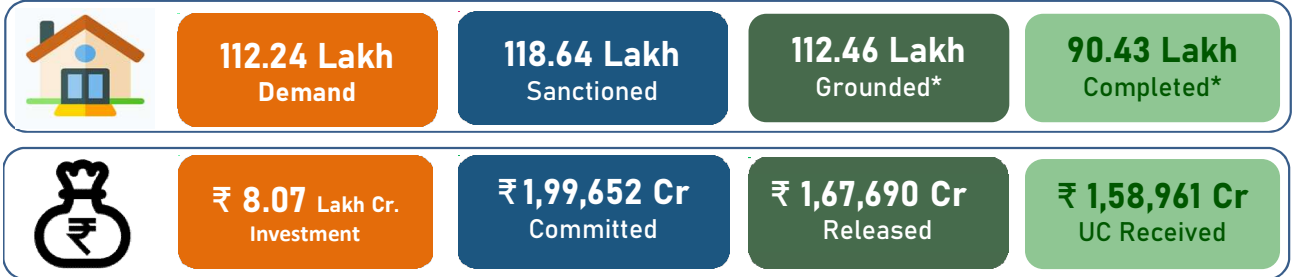 112.24 Lakh
Demand
118.64 Lakh
Sanctioned
112.46 Lakh
Grounded*
90.43 Lakh
Completed*
₹
₹ 8.07 Lakh Cr.
Investment
₹ 1,99,652 Cr
Committed
₹ 1,67,690 Cr
Released
₹ 1,58,961 Cr
UC Received